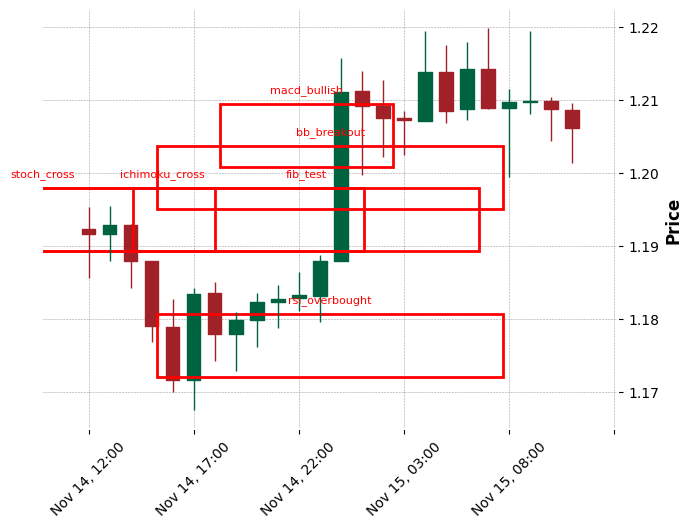 1.22
macd_bullish
1.21
bb_breakout
stoch_cross
ichimoku_cross
fib_test
1.20
Price
1.19
rsi_overbought
1.18
1.17
Nov 14, 12:00
Nov 14, 17:00
Nov 14, 22:00
Nov 15, 03:00
Nov 15, 08:00